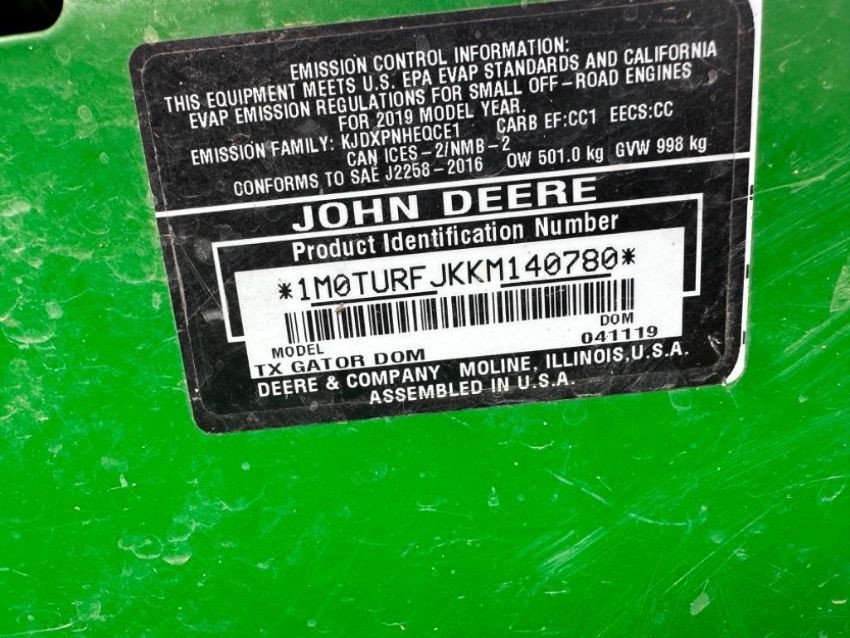 EMISSION CONTROL INFORMATION:
THIS EQUIPMENT MEETS U.S. EPA EVAP STANDARDS AND CALIFORNIA
EVAP EMISSION REGULATIONS FOR SMALL OFF-ROAD ENGINES
FOR 2019 MODEL YEAR.
EMISSION FAMILY: KJDXPNHEQCE1 CARB EF:CC1 EECS:CC
CAN ICES-2/NMB-2
CONFORMS TO SAE J2258-2016 OW 501.0 kg GVW 998 kg
JOHN DEERE
Product Identification Number
*1M0TURFJKKM140780*
MODEL DOM
TX GATOR DOM 041119
DEERE & COMPANY MOLINE, ILLINOIS, U.S.A.
ASSEMBLED IN U.S.A.